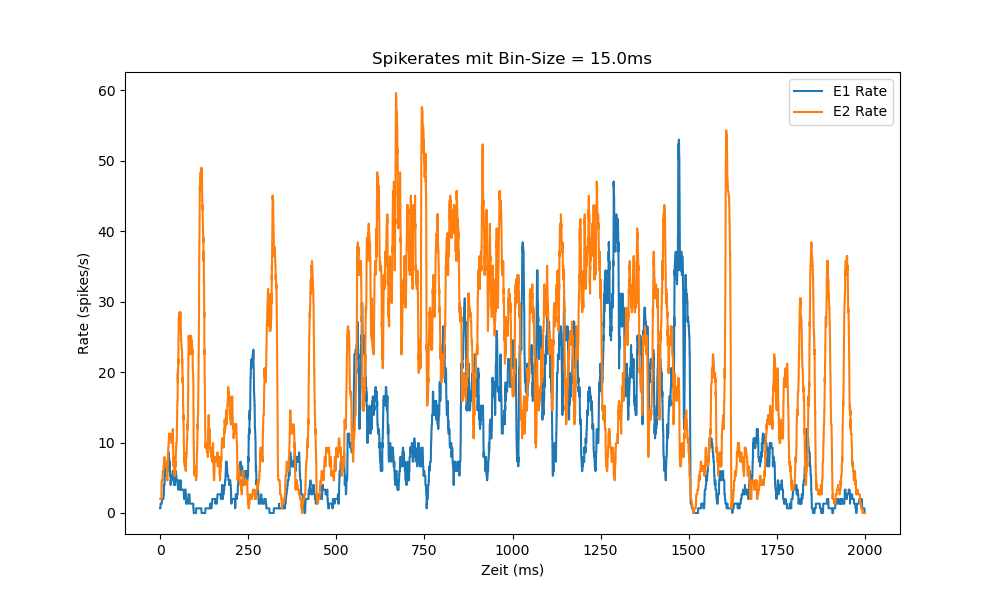 Spikerates mit Bin-Size = 15.0ms
E1 Rate
E2 Rate
60
50
40
30
20
10
0
Rate (spikes/s)
0 250 500 750 1000 1250 1500 1750 2000
Zeit (ms)